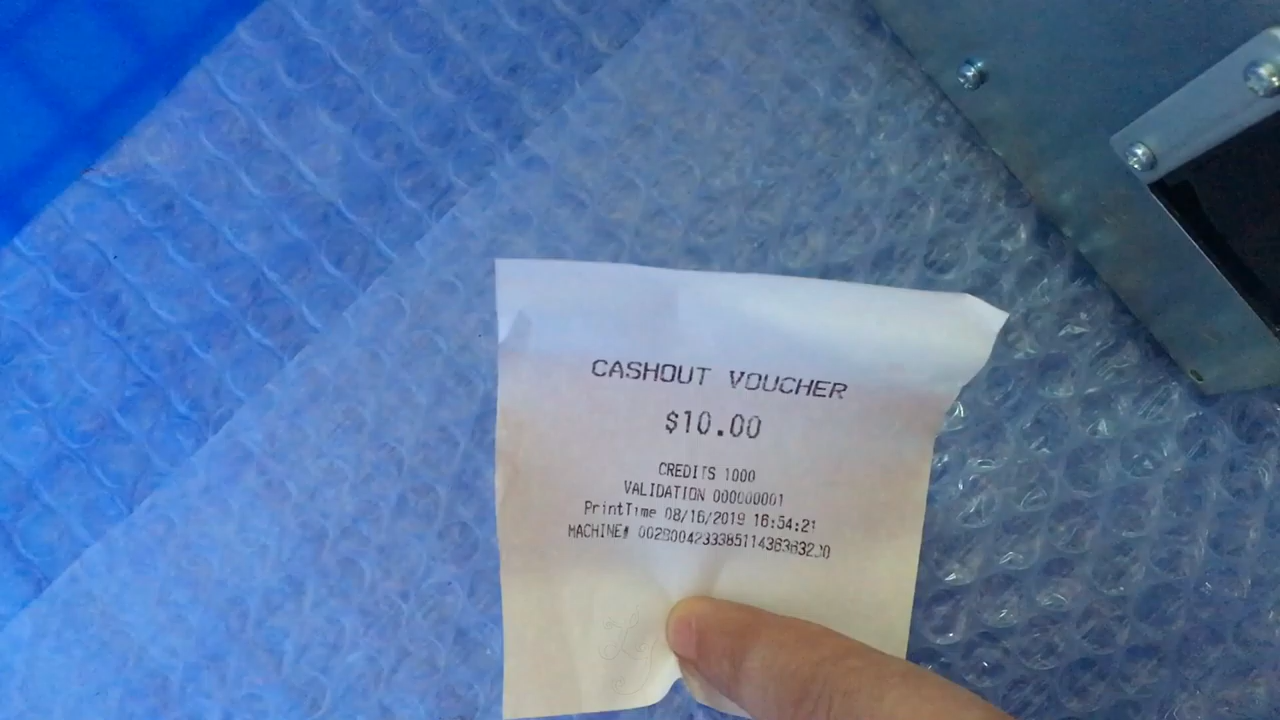 CASHOUT VOUCHER
$10.00
CREDITS 1000
VALIDATION 000000001
PrintTime 08/16/2019 16:54:21
MACHINE#